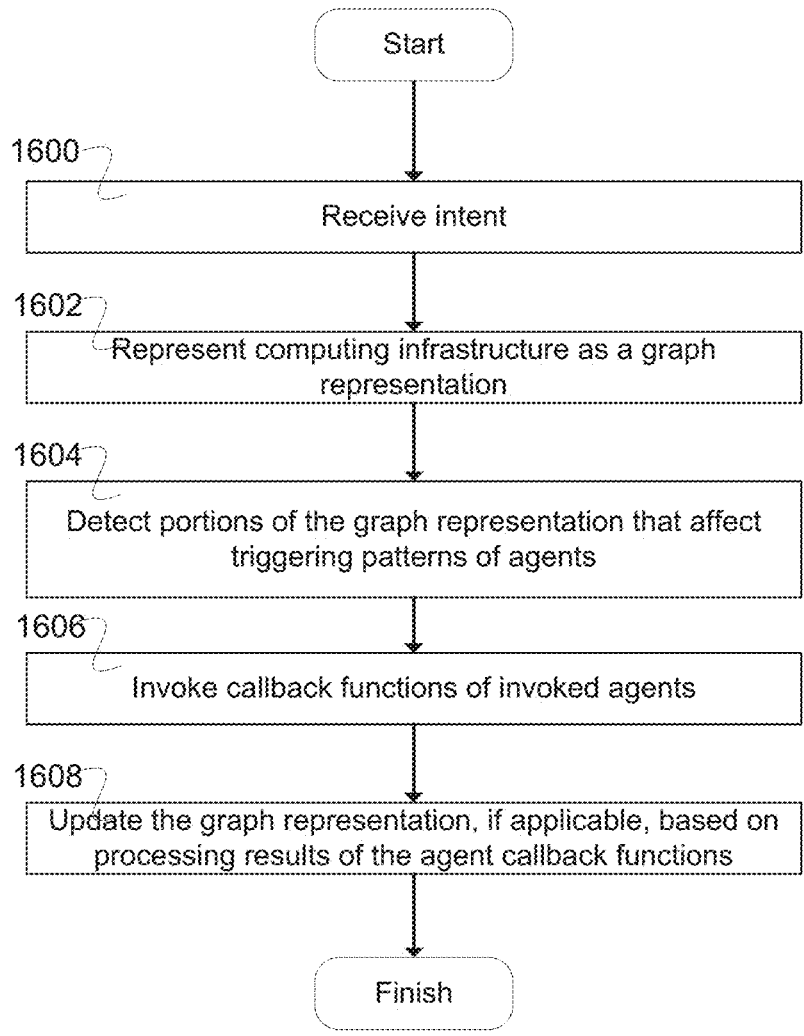 Start
1600
Receive intent
1602
Represent computing infrastructure as a graph
representation
1604
Detect portions of the graph representation that affect
triggering patterns of agents
1606
Invoke callback functions of invoked agents
1608
Update the graph representation, if applicable, based on
processing results of the agent callback functions
Finish